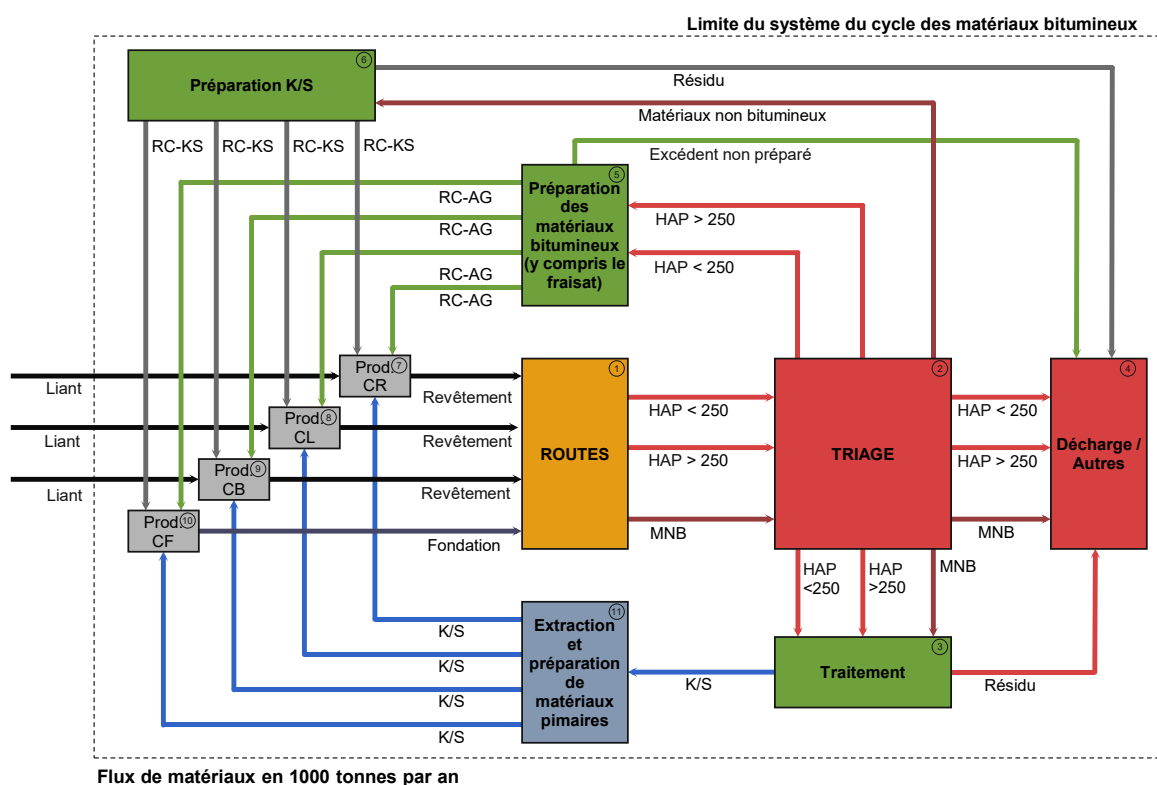 Limite du système du cycle des matériaux bitumineux
6
Préparation K/S
Résidu
Matériaux non bitumineux
RC-KS
RC-KS
RC-KS
RC-KS
Excédent non préparé
5
Préparation
des
matériaux
bitumineux
(y compris le
fraisat)
RC-AG
RC-AG
RC-AG
RC-AG
HAP > 250
HAP < 250
Liant
Liant
Liant
Prod. 7
CR
Prod. 8
CL
Prod. 9
CB
Prod. 10
CF
Revêtement
Revêtement
Revêtement
Fondation
1
ROUTES
HAP < 250
HAP > 250
MNB
2
TRIAGE
HAP < 250
HAP > 250
MNB
4
Décharge /
Autres
HAP
<250
HAP
>250
MNB
11
Extraction
et
préparation
de
matériaux
pimaires
K/S
K/S
K/S
K/S
K/S
3
Traitement
Résidu
Flux de matériaux en 1000 tonnes par an